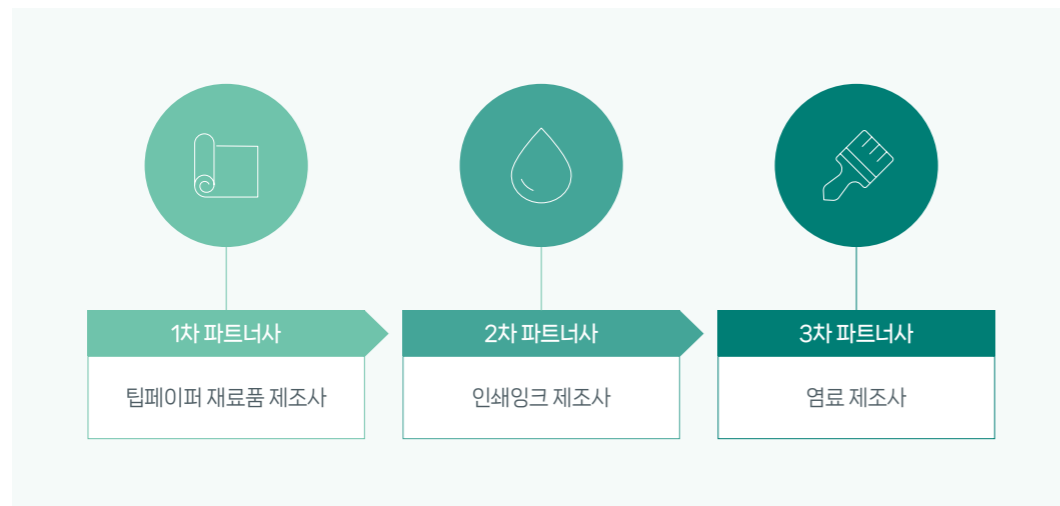 1차 파트너사
팁페이퍼 재료품 제조사
2차 파트너사
인쇄잉크 제조사
3차 파트너사
염료 제조사